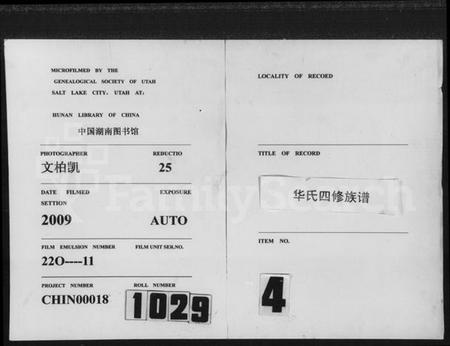 MICROFILMED BY THE
GENEALOGICAL SOCIETY OF UTAH
SALT LAKE CITY, UTAH AT:
HUNAN LIBRARY OF CHINA
中国湖南图书馆
PHOTOGRAPHER REDUCTIO
文柏凯 25
DATE FILMED EXPOSURE
SETTION
2009 AUTO
FILM EMULSION NUMBER FILM UNIT SER.NO.
22O----11
PROJECT NUMBER ROLL NUMBER
CHIN00018 1029
LOCALITY OF RECOED
TITLE OF RECORD
华氏四修族谱
ITEM NO.
4
FamilySearch